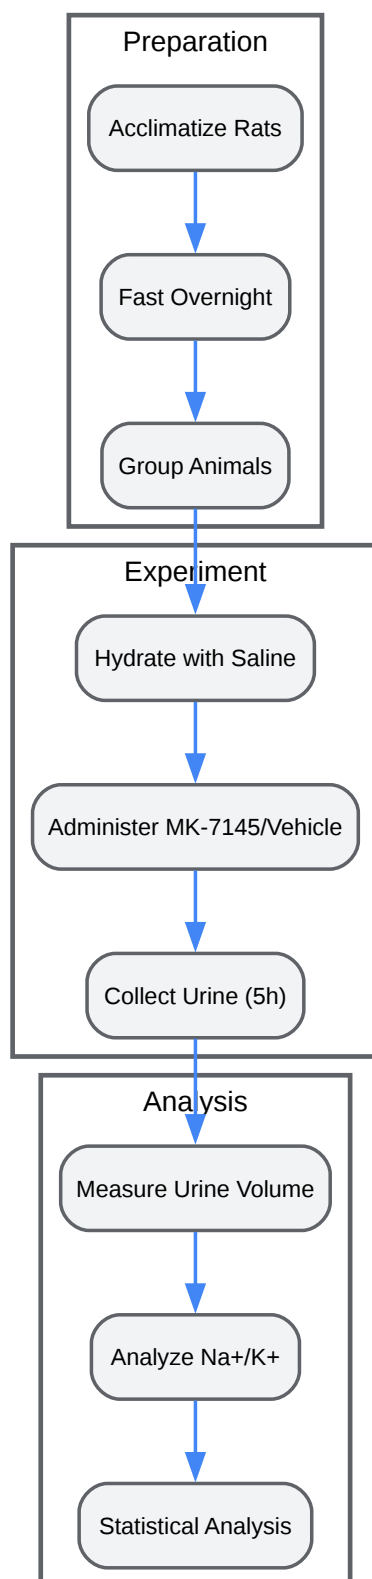 Preparation
Acclimatize Rats
Fast Overnight
Group Animals
Experiment
Hydrate with Saline
Administer MK-7145/Vehicle
Collect Urine (5h)
Analysis
Measure Urine Volume
Analyze Na+/K+
Statistical Analysis